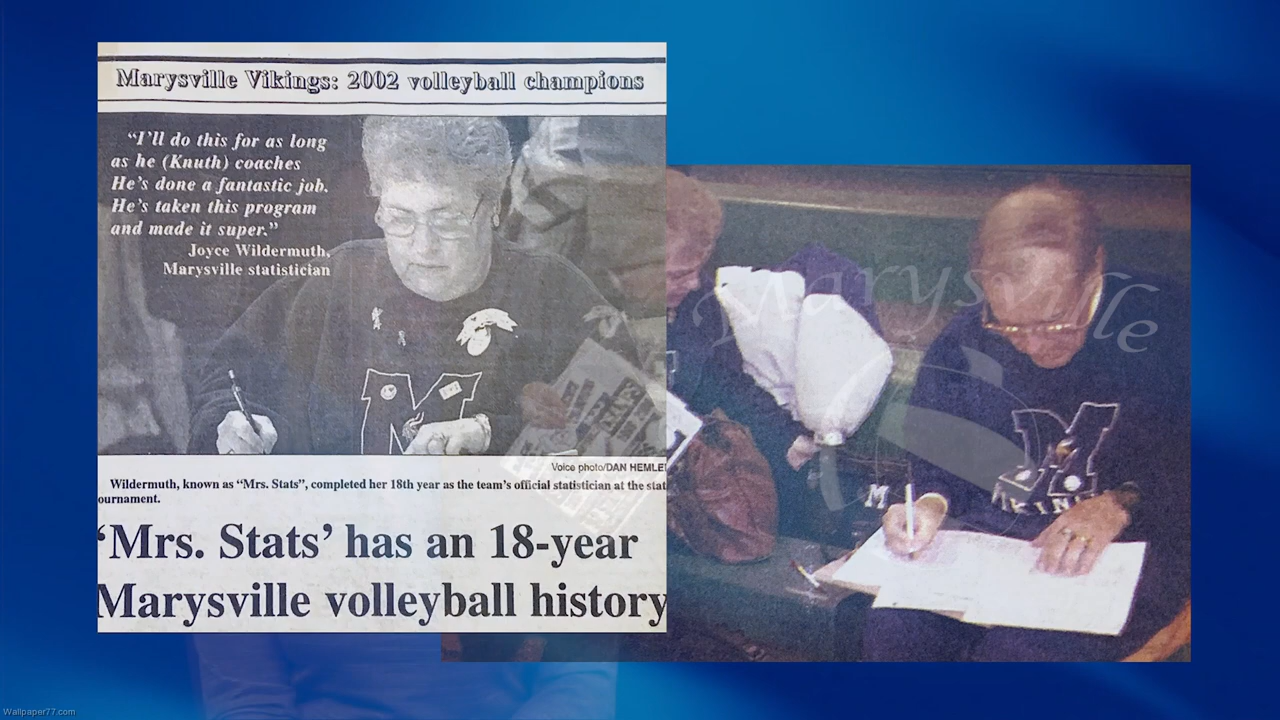 Marysville Vikings: 2002 volleyball champions
“I’ll do this for as long
as he (Knuth) coaches
He’s done a fantastic job.
He’s taken this program
and made it super.”
Joyce Wildermuth,
Marysville statistician
M
Voice photo/DAN HEMLE
Wildermuth, known as “Mrs. Stats”, completed her 18th year as the team’s official statistician at the stat
ournament.
‘Mrs. Stats’ has an 18-year
Marysville volleyball history
Marysville
M
M
VIKING
Wallpaper77.com